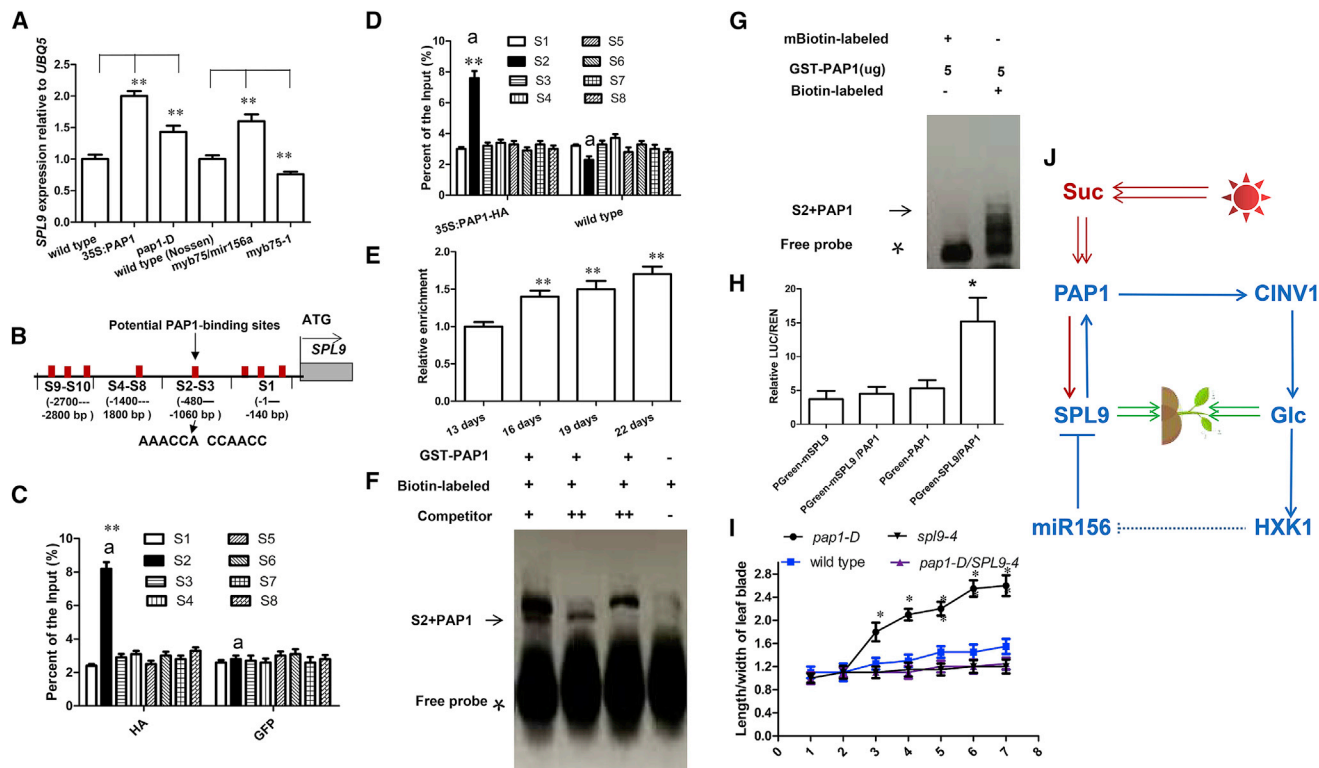 A
SPL9 expression relative to UBQ5
2.5
2.0
1.5
1.0
0.5
0.0
**
**
**
**
wild type
35S:PAP1
pap1-D
wild type (Nossen)
myb75/mir156a
myb75-1
B
Potential PAP1-binding sites
ATG
SPL9
S9-S10
S4-S8
S2-S3
S1
(-2700---
(-1400---
(-480—
(-1—
-2800 bp )
1800 bp)
-1060 bp)
-140 bp)
AAACCA CCAACC
C
Percent of the Input (%)
10
8
6
4
2
0
**
a
a
S1
S2
S3
S4
S5
S6
S7
S8
HA
GFP
D
Percent of the Input (%)
10
8
6
4
2
0
a
**
a
S1
S2
S3
S4
S5
S6
S7
S8
35S:PAP1-HA
wild type
E
Relative enrichment
2.0
1.5
1.0
0.5
0.0
**
**
**
13 days
16 days
19 days
22 days
F
GST-PAP1 + + + -
Biotin-labeled + + + +
Competitor + ++ ++ -
S2+PAP1
Free probe *
G
mBiotin-labeled + -
GST-PAP1(ug) 5 5
Biotin-labeled - +
S2+PAP1
Free probe *
H
Relative LUC/REN
20
15
10
5
0
*
PGreen-mSPL9
PGreen-mSPL9 /PAP1
PGreen-PAP1
PGreen-SPL9/PAP1
I
pap1-D
spl9-4
wild type
pap1-D/SPL9-4
Length/width of leaf blade
2.8
2.4
2.0
1.6
1.2
0.8
0.4
0.0
1 2 3 4 5 6 7 8
J
Suc
PAP1
CINV1
SPL9
Glc
miR156
HXK1